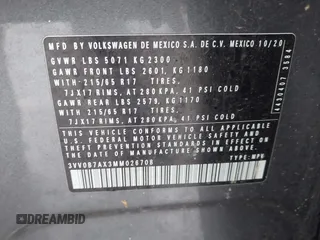 MFD BY VOLKSWAGEN DE MEXICO S.A. DE C.V. MEXICO 10/20
GVWR LBS 5071 KG2300
GAWR FRONT LBS 2601, KG1180
WITH-215/65 R17 TIRES,
7JX17 RIMS, AT 280KPA, 41 PSI COLD
GAWR REAR LBS 2579, KG1170
WITH-215/65 R17 TIRES,
7JX17 RIMS, AT 280KPA, 41 PSI COLD
THIS VEHICLE CONFORMS TO ALL APPLICABLE
FEDERAL MOTOR VEHICLE SAFETY
STANDARDS IN EFFECT ON THE DATE OF MANUFACTURE
SHOWN ABOVE.
3VV0B7AX3MM026708
TYPE: MPV
DREAMBID